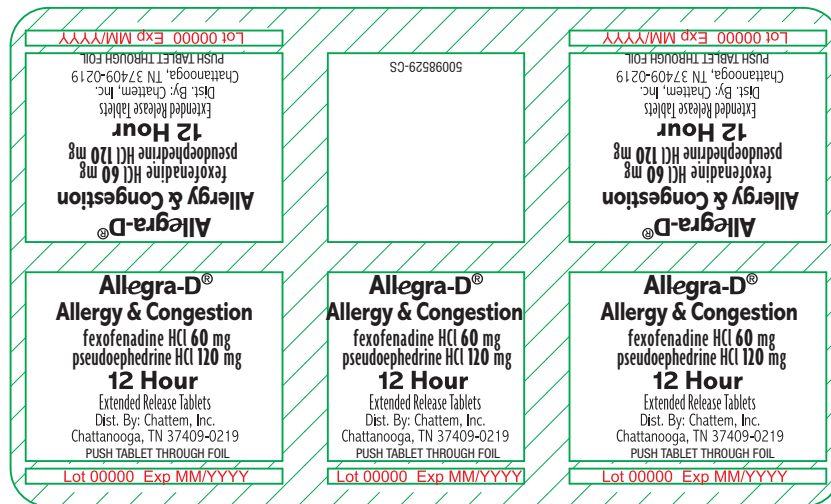 Lot 00000 Exp MM/YYYY
PUSH TABLET THROUGH FOIL
Chattanooga, TN 37409-0219
Dist. By: Chattem, Inc.
Extended Release Tablets
12 Hour
pseudoephedrine HCl 120 mg
fexofenadine HCl 60 mg
Allergy & Congestion
Allegra-D®
50098529-CS
Lot 00000 Exp MM/YYYY
PUSH TABLET THROUGH FOIL
Chattanooga, TN 37409-0219
Dist. By: Chattem, Inc.
Extended Release Tablets
12 Hour
pseudoephedrine HCl 120 mg
fexofenadine HCl 60 mg
Allergy & Congestion
Allegra-D®
Allegra-D®
Allergy & Congestion
fexofenadine HCl 60 mg
pseudoephedrine HCl 120 mg
12 Hour
Extended Release Tablets
Dist. By: Chattem, Inc.
Chattanooga, TN 37409-0219
PUSH TABLET THROUGH FOIL
Lot 00000 Exp MM/YYYY
Allegra-D®
Allergy & Congestion
fexofenadine HCl 60 mg
pseudoephedrine HCl 120 mg
12 Hour
Extended Release Tablets
Dist. By: Chattem, Inc.
Chattanooga, TN 37409-0219
PUSH TABLET THROUGH FOIL
Lot 00000 Exp MM/YYYY
Allegra-D®
Allergy & Congestion
fexofenadine HCl 60 mg
pseudoephedrine HCl 120 mg
12 Hour
Extended Release Tablets
Dist. By: Chattem, Inc.
Chattanooga, TN 37409-0219
PUSH TABLET THROUGH FOIL
Lot 00000 Exp MM/YYYY